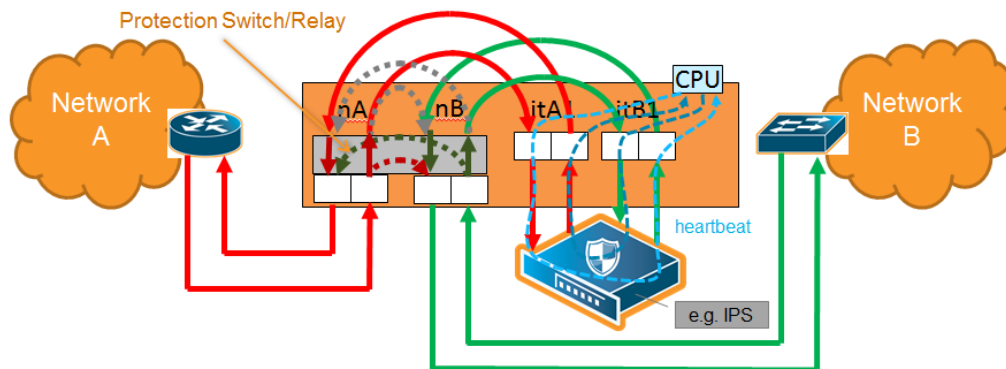 Protection Switch/Relay
Network
A
nA
nB
itA1
itB1
CPU
Network
B
heartbeat
e.g. IPS